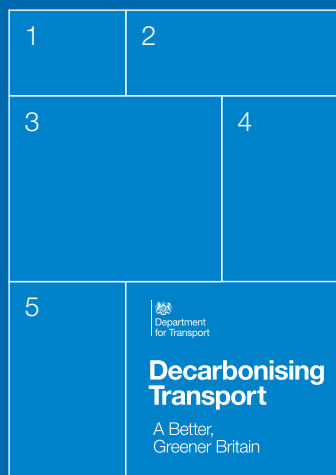 1
2
3
4
5
Department
for Transport
Decarbonising
Transport
A Better,
Greener Britain